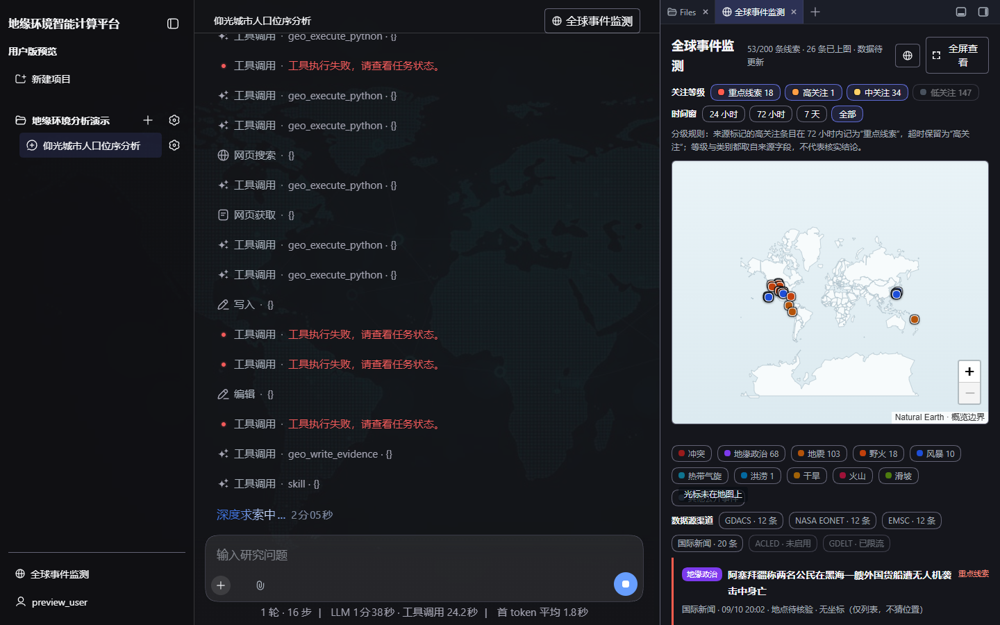 地缘环境智能计算平台
用户版预览
新建项目
地缘环境分析演示
仰光城市人口位序分析
全球事件监测
preview_user
仰光城市人口位序分析
全球事件监测
工具调用 · geo_execute_python · {}
工具调用 · 工具执行失败，请查看任务状态。
工具调用 · geo_execute_python · {}
工具调用 · geo_execute_python · {}
网页搜索 · {}
工具调用 · geo_execute_python · {}
网页获取 · {}
工具调用 · geo_execute_python · {}
工具调用 · geo_execute_python · {}
写入 · {}
工具调用 · 工具执行失败，请查看任务状态。
工具调用 · 工具执行失败，请查看任务状态。
编辑 · {}
工具调用 · 工具执行失败，请查看任务状态。
工具调用 · geo_write_evidence · {}
工具调用 · skill · {}
深度求索中... 2分05秒
输入研究问题
1 轮 · 16 步 | LLM 1分38秒 · 工具调用 24.2秒 | 首 token 平均 1.8秒
Files × 全球事件监测 ×
全球事件监
测
53/200 条线索 · 26 条已上图 · 数据待
更新
全屏查
看
关注等级 重点线索 18 高关注 1 中关注 34 低关注 147
时间窗 24 小时 72 小时 7 天 全部
分级规则：来源标记的高关注条目在 72 小时内记为“重点线索”，超时保留为“高关
注”；等级与类别都取自来源字段，不代表核实结论。
+
−
Natural Earth · 概览边界
冲突 地缘政治 68 地震 103 野火 18 风暴 10
热带气旋 洪涝 1 干旱 火山 滑坡
其他公开事件
光标未在地图上
数据源渠道 GDACS · 12 条 NASA EONET · 12 条 EMSC · 12 条
国际新闻 · 20 条 ACLED · 未启用 GDELT · 已限流
地缘政治 阿塞拜疆称两名公民在黑海一艘外国货船遭无人机袭 重点线索
击中身亡
国际新闻 · 09/10 20:02 · 地点待核验 · 无坐标（仅列表，不猜位置）